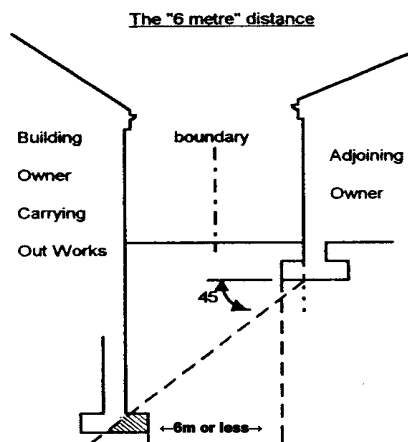 The "6 metre" distance
Building
Owner
Carrying
Out Works
boundary
Adjoining
Owner
45
6m or less